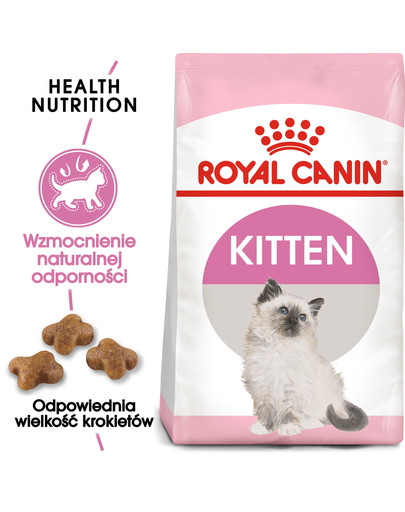 HEALTH
NUTRITION
Wzmocnienie
naturalnej
odporności
Odpowiednia
wielkość krokietów
ROYAL CANIN®
KITTEN